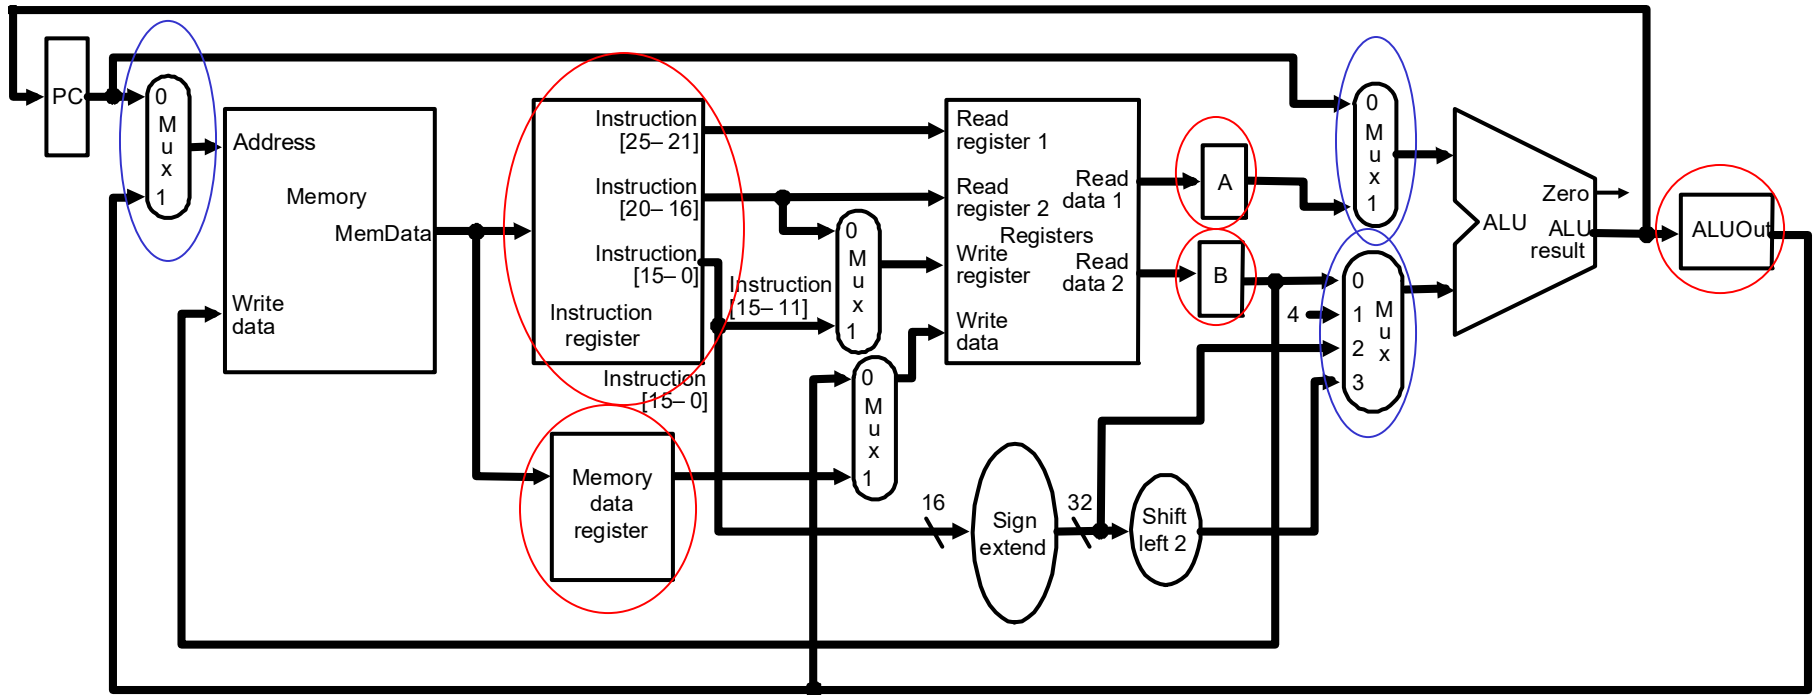 PC
0
M
u
x
1
Address
Memory
MemData
Write
data
Instruction
[25– 21]
Instruction
[20– 16]
Instruction
[15– 0]
Instruction
register
Instruction
[15– 11]
Instruction
[15– 0]
Memory
data
register
0
M
u
x
1
0
M
u
x
1
Read
register 1
Read
register 2
Registers
Write
register
Write
data
Read
data 1
Read
data 2
16
Sign
extend
32
Shift
left 2
A
B
4
0
M
u
x
1
0
1
2
3
M
u
x
ALU
Zero
ALU
result
ALUOut